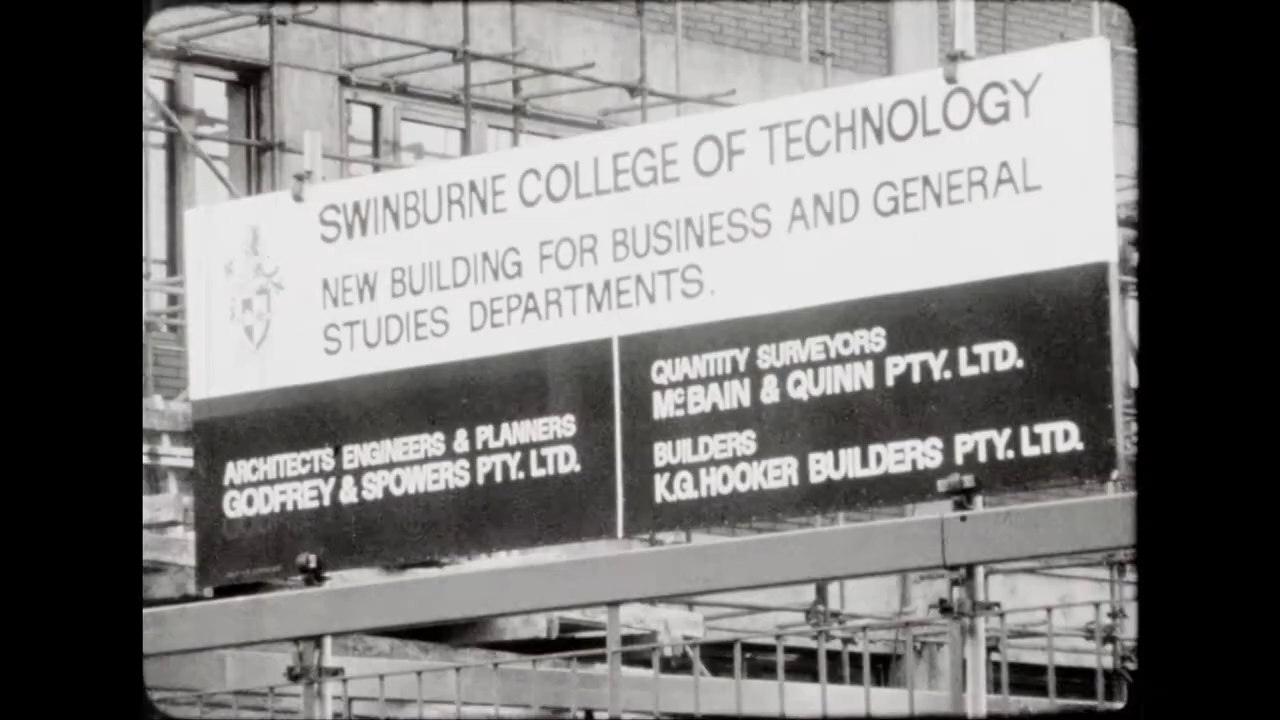 SWINBURNE COLLEGE OF TECHNOLOGY
NEW BUILDING FOR BUSINESS AND GENERAL
STUDIES DEPARTMENTS.
ARCHITECTS ENGINEERS & PLANNERS
GODFREY & SPOWERS PTY. LTD.
QUANTITY SURVEYORS
McBAIN & QUINN PTY. LTD.
BUILDERS
K.G. HOOKER BUILDERS PTY. LTD.